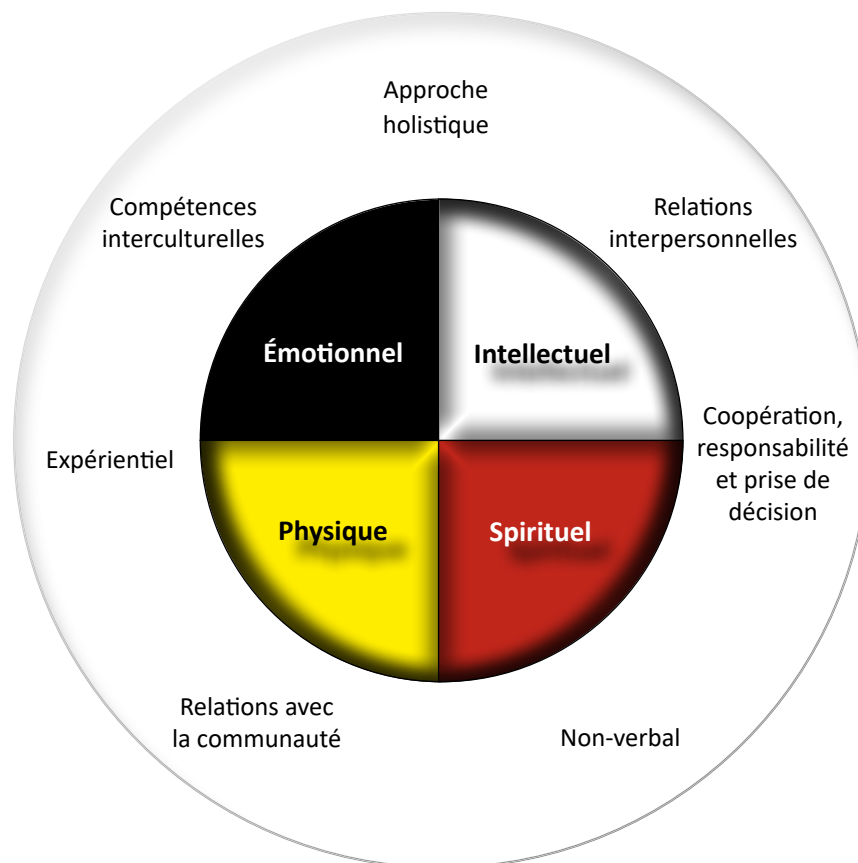 Approche
holistique
Compétences
interculturelles
Relations
interpersonnelles
Émotionnel
Intellectuel
Coopération,
responsabilité
et prise de
décision
Expérientiel
Physique
Spirituel
Relations avec
la communauté
Non-verbal